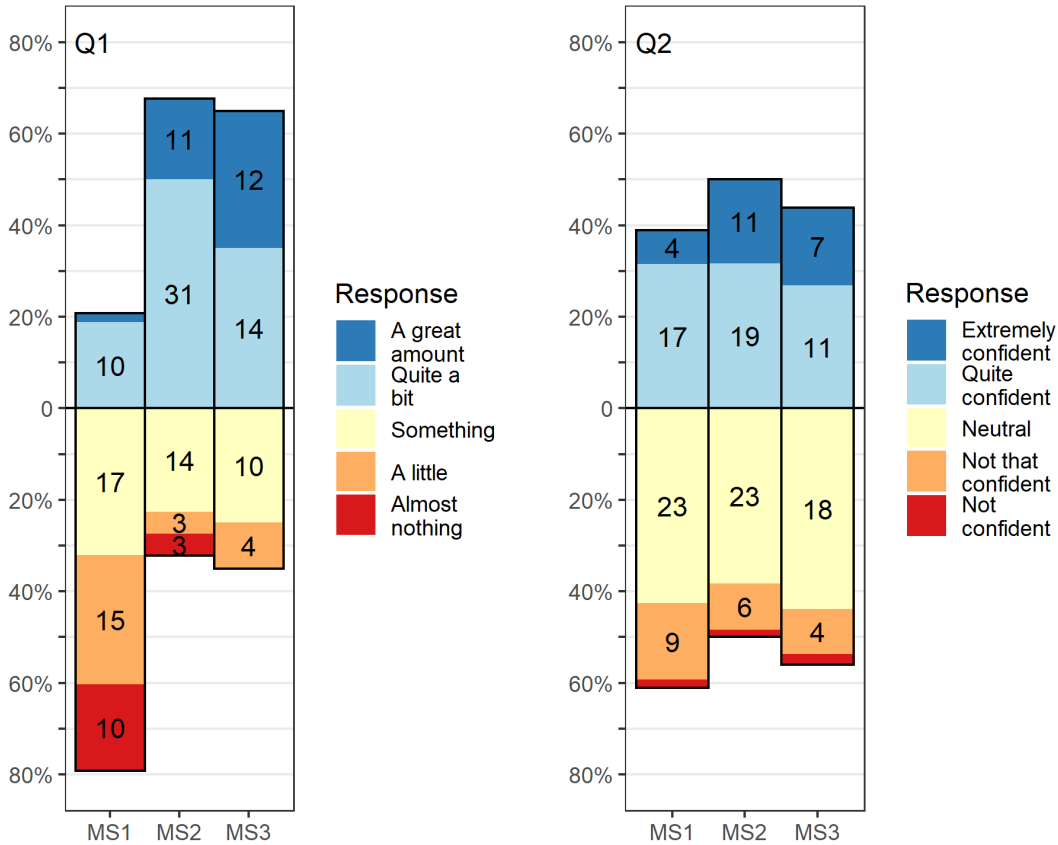 Q1
80%
60%
40%
20%
0
20%
40%
60%
80%
11
12
31
14
10
17
14
10
3
3
4
15
10
MS1 MS2 MS3
Response
A great
amount
Quite a
bit
Something
A little
Almost
nothing
Q2
80%
60%
40%
20%
0
20%
40%
60%
80%
4
11
7
17
19
11
23
23
18
9
6
4
MS1 MS2 MS3
Response
Extremely
confident
Quite
confident
Neutral
Not that
confident
Not
confident